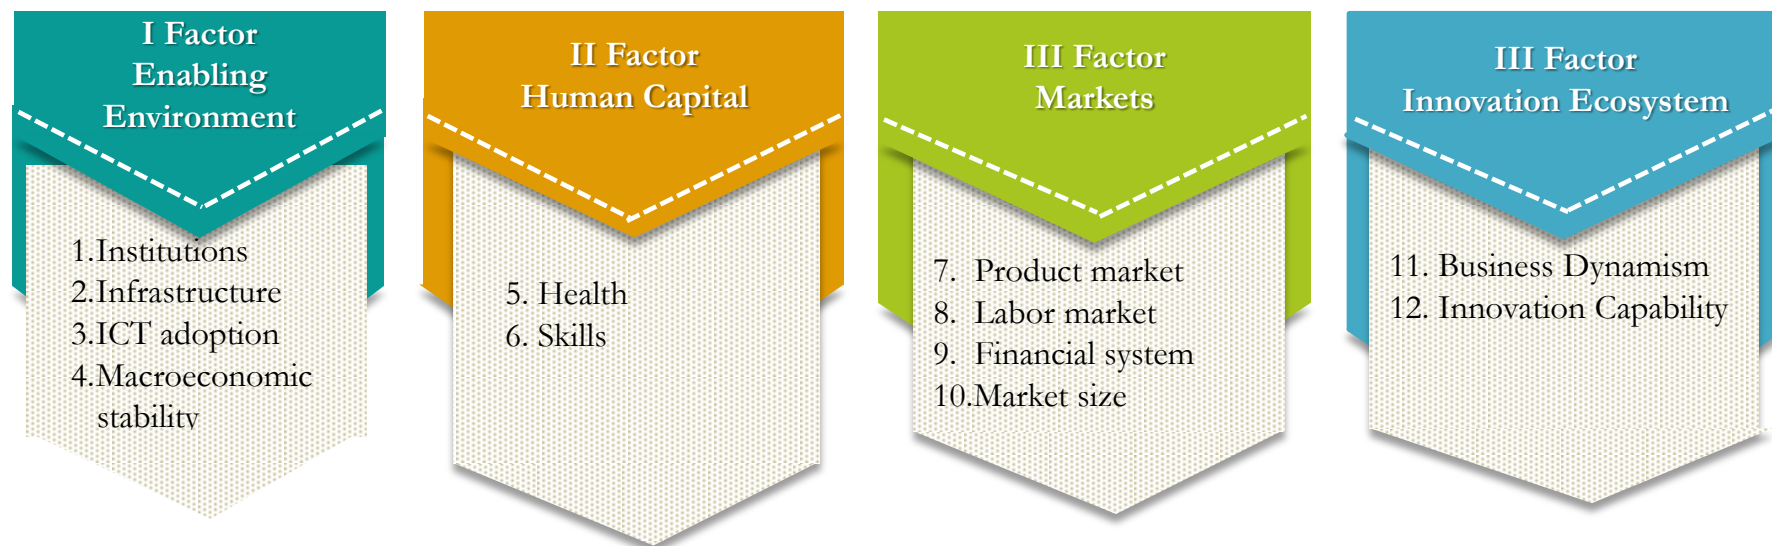 I Factor
Enabling
Environment
1.Institutions
2.Infrastructure
3.ICT adoption
4.Macroeconomic
stability
II Factor
Human Capital
5. Health
6. Skills
III Factor
Markets
7. Product market
8. Labor market
9. Financial system
10.Market size
III Factor
Innovation Ecosystem
11. Business Dynamism
12. Innovation Capability